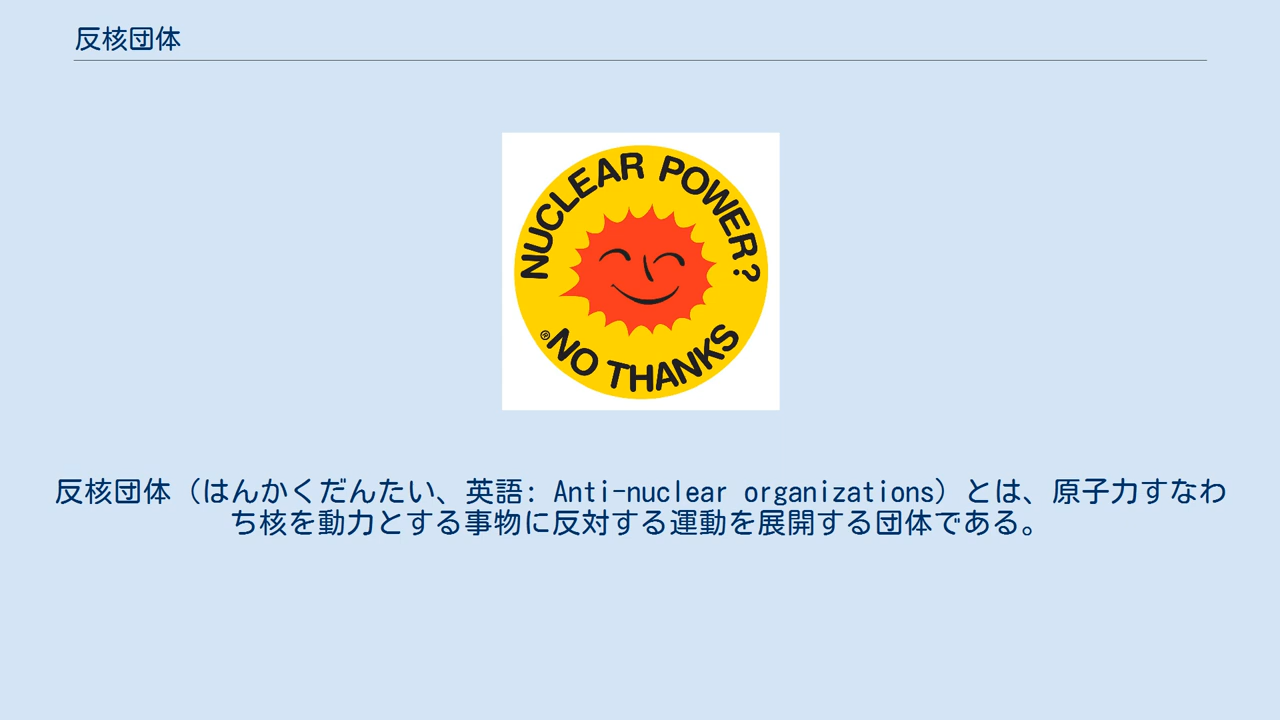 反核団体
NUCLEAR POWER?
®NO THANKS
反核団体（はんかくだんたい、英語: Anti-nuclear organizations）とは、原子力すなわ
ち核を動力とする事物に反対する運動を展開する団体である。